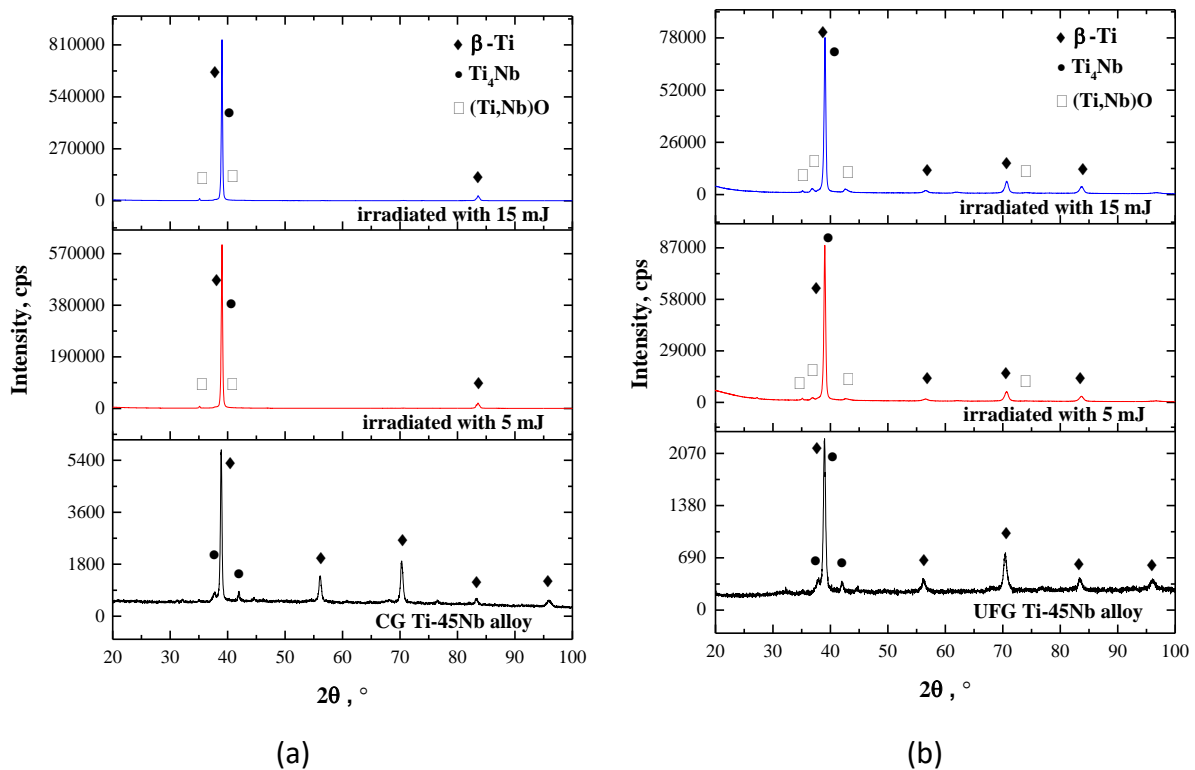 Intensity, cps
810000
540000
270000
0
β-Ti
Ti₄Nb
(Ti,Nb)O
irradiated with 15 mJ
570000
380000
190000
0
irradiated with 5 mJ
5400
3600
1800
0
CG Ti-45Nb alloy
20 30 40 50 60 70 80 90 100
2θ , °
(a)
Intensity, cps
78000
52000
26000
0
β-Ti
Ti₄Nb
(Ti,Nb)O
irradiated with 15 mJ
87000
58000
29000
0
irradiated with 5 mJ
2070
1380
690
0
UFG Ti-45Nb alloy
20 30 40 50 60 70 80 90 100
2θ , °
(b)